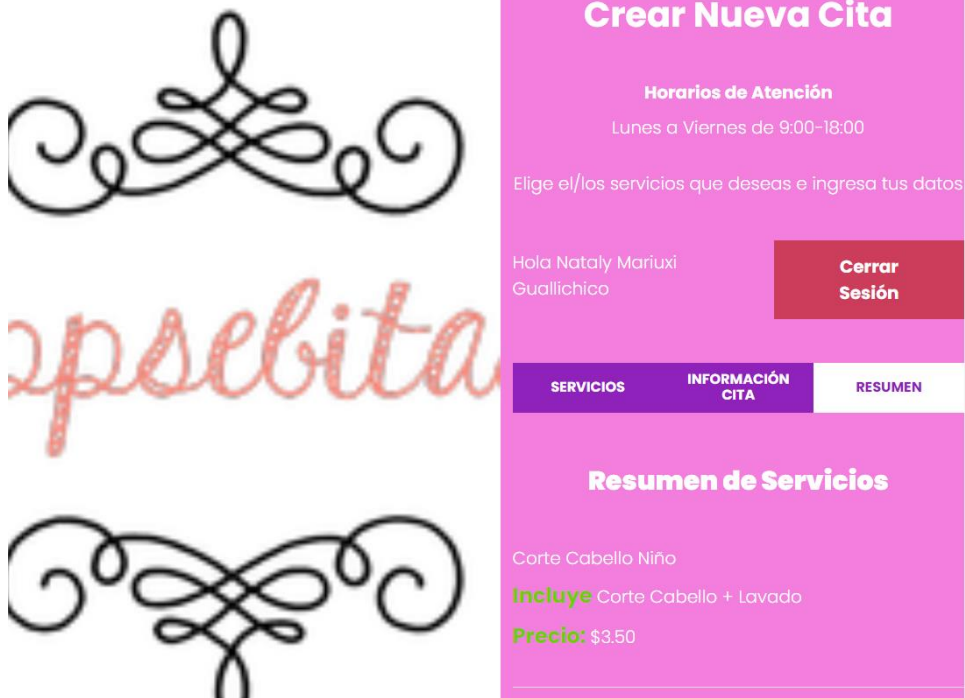 Crear Nueva Cita
Horarios de Atención
Lunes a Viernes de 9:00-18:00
Elige el/los servicios que deseas e ingresa tus datos
Hola Nataly Mariuxi
Guallichico
Cerrar
Sesión
SERVICIOS
INFORMACIÓN
CITA
RESUMEN
Resumen de Servicios
Corte Cabello Niño
Incluye Corte Cabello + Lavado
Precio: $3.50